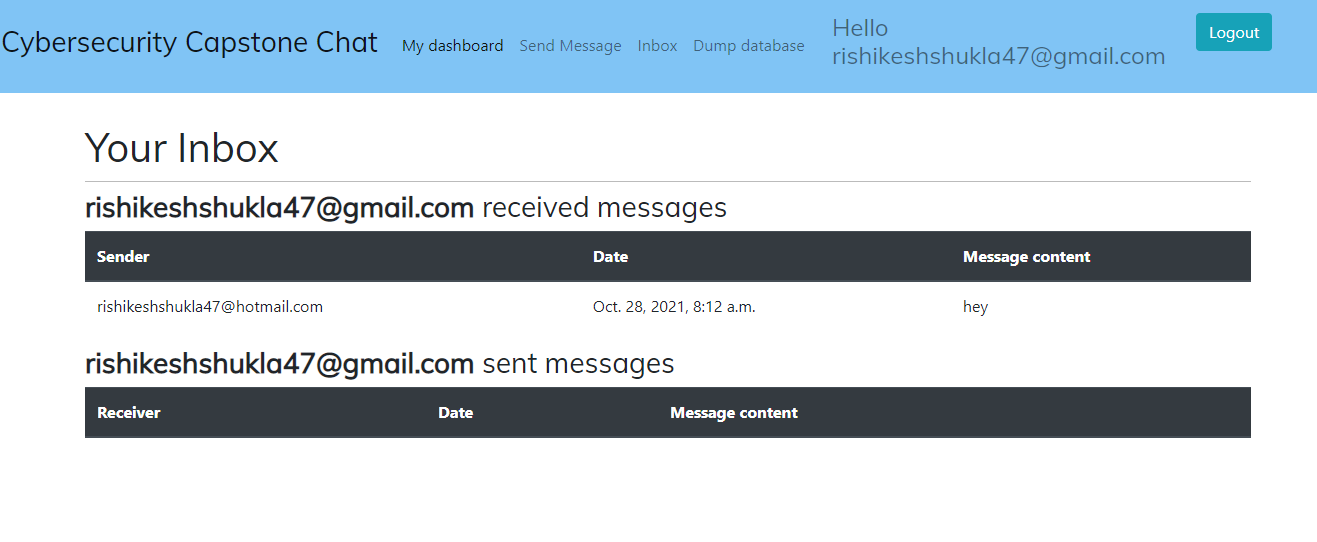 Cybersecurity Capstone Chat My dashboard Send Message Inbox Dump database Hello rishikeshshukla47@gmail.com Logout
Your Inbox
rishikeshshukla47@gmail.com received messages
Sender Date Message content
rishikeshshukla47@hotmail.com Oct. 28, 2021, 8:12 a.m. hey
rishikeshshukla47@gmail.com sent messages
Receiver Date Message content